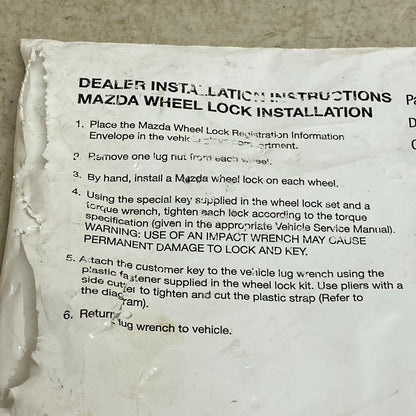 DEALER INSTALLATION INSTRUCTIONS
MAZDA WHEEL LOCK INSTALLATION
Pa
D
1. Place the Mazda Wheel Lock Registration Information
Envelope in the vehicle glove compartment.
2. Remove one lug nut from each wheel.
3. By hand, install a Mazda wheel lock on each wheel.
4. Using the special key supplied in the wheel lock set and a
torque wrench, tighten each lock according to the torque
specification (given in the appropriate Vehicle Service Manual).
WARNING: USE OF AN IMPACT WRENCH MAY CAUSE
PERMANENT DAMAGE TO LOCK AND KEY.
5. Attach the customer key to the vehicle lug wrench using the
plastic fastener supplied in the wheel lock kit. Use pliers with a
side cutter to tighten and cut the plastic strap (Refer to
the diagram).
6. Return lug wrench to vehicle.